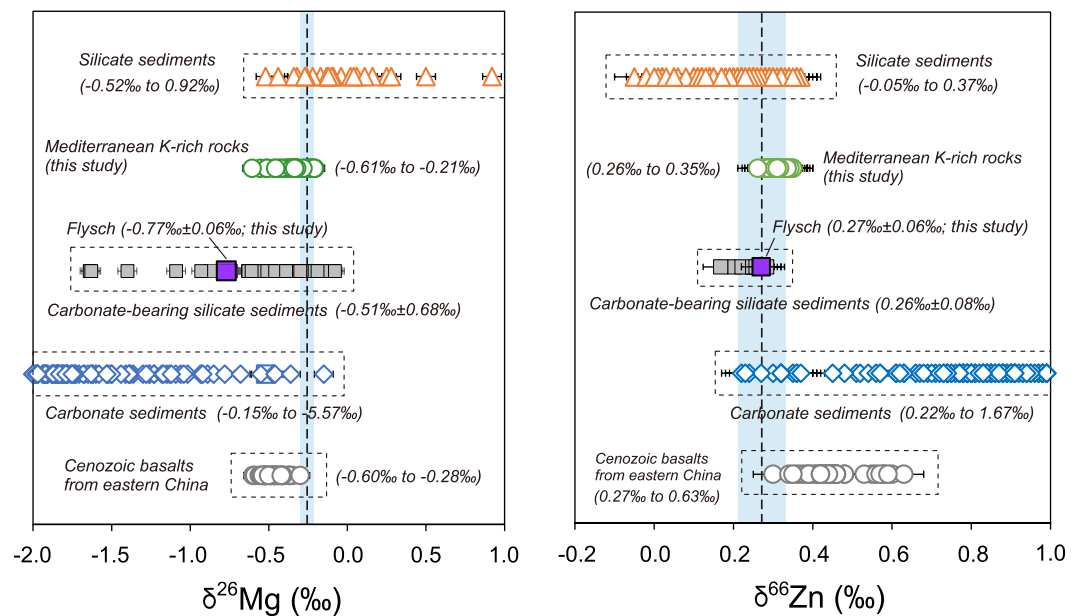 Silicate sediments
(-0.52‰ to 0.92‰)
Mediterranean K-rich rocks
(this study)
(-0.61‰ to -0.21‰)
Flysch (-0.77‰±0.06‰; this study)
Carbonate-bearing silicate sediments (-0.51‰±0.68‰)
Carbonate sediments (-0.15‰ to -5.57‰)
Cenozoic basalts
from eastern China
(-0.60‰ to -0.28‰)
-2.0 -1.5 -1.0 -0.5 0.0 0.5 1.0
δ26Mg (‰)
Silicate sediments
(-0.05‰ to 0.37‰)
(0.26‰ to 0.35‰)
Mediterranean K-rich rocks
(this study)
Flysch (0.27‰±0.06‰; this study)
Carbonate-bearing silicate sediments (0.26‰±0.08‰)
Carbonate sediments (0.22‰ to 1.67‰)
Cenozoic basalts
from eastern China
(0.27‰ to 0.63‰)
-0.2 0.0 0.2 0.4 0.6 0.8 1.0
δ66Zn (‰)